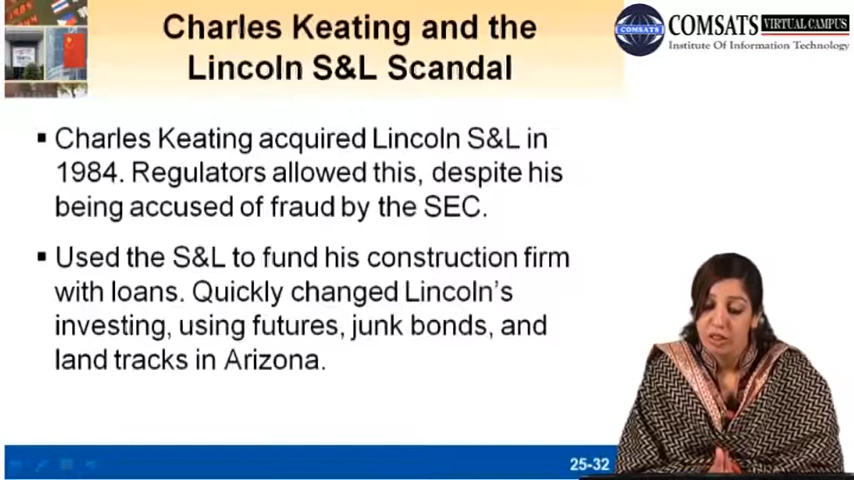 Charles Keating and the
Lincoln S&L Scandal
COMSATS VIRTUAL CAMPUS
Institute Of Information Technology
COMSATS
▪ Charles Keating acquired Lincoln S&L in
1984. Regulators allowed this, despite his
being accused of fraud by the SEC.
▪ Used the S&L to fund his construction firm
with loans. Quickly changed Lincoln's
investing, using futures, junk bonds, and
land tracks in Arizona.
25-32